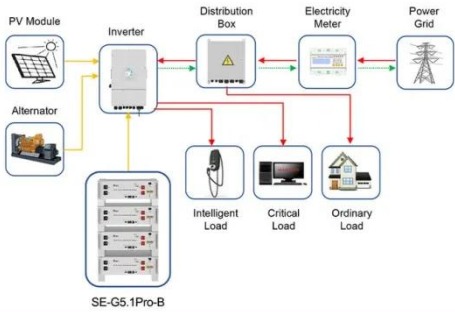 PV Module
Inverter
Distribution
Box
Electricity
Meter
Power
Grid
Alternator
Intelligent
Load
Critical
Load
Ordinary
Load
SE-G5.1Pro-B